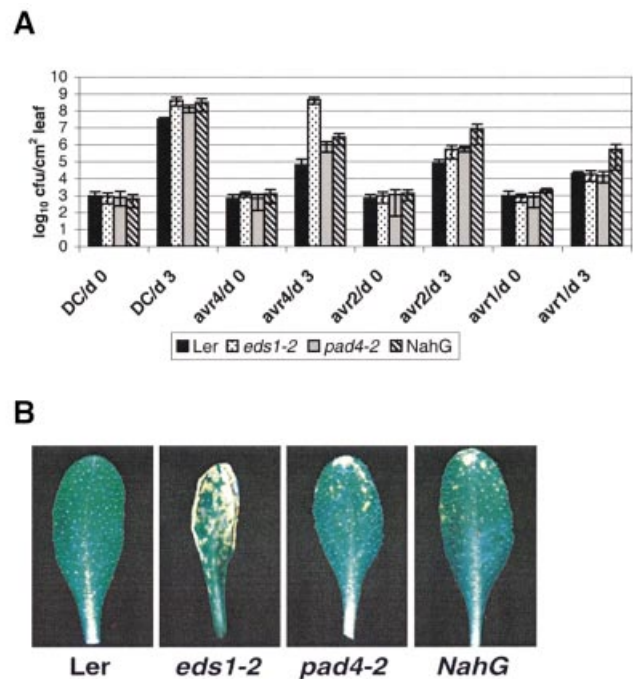 A
log10 cfu/cm2 leaf
10
9
8
7
6
5
4
3
2
1
0
DC/d 0
DC/d 3
avr4/d 0
avr4/d 3
avr2/d 0
avr2/d 3
avr1/d 0
avr1/d 3
Ler eds1-2 pad4-2 NahG
B
Ler eds1-2 pad4-2 NahG